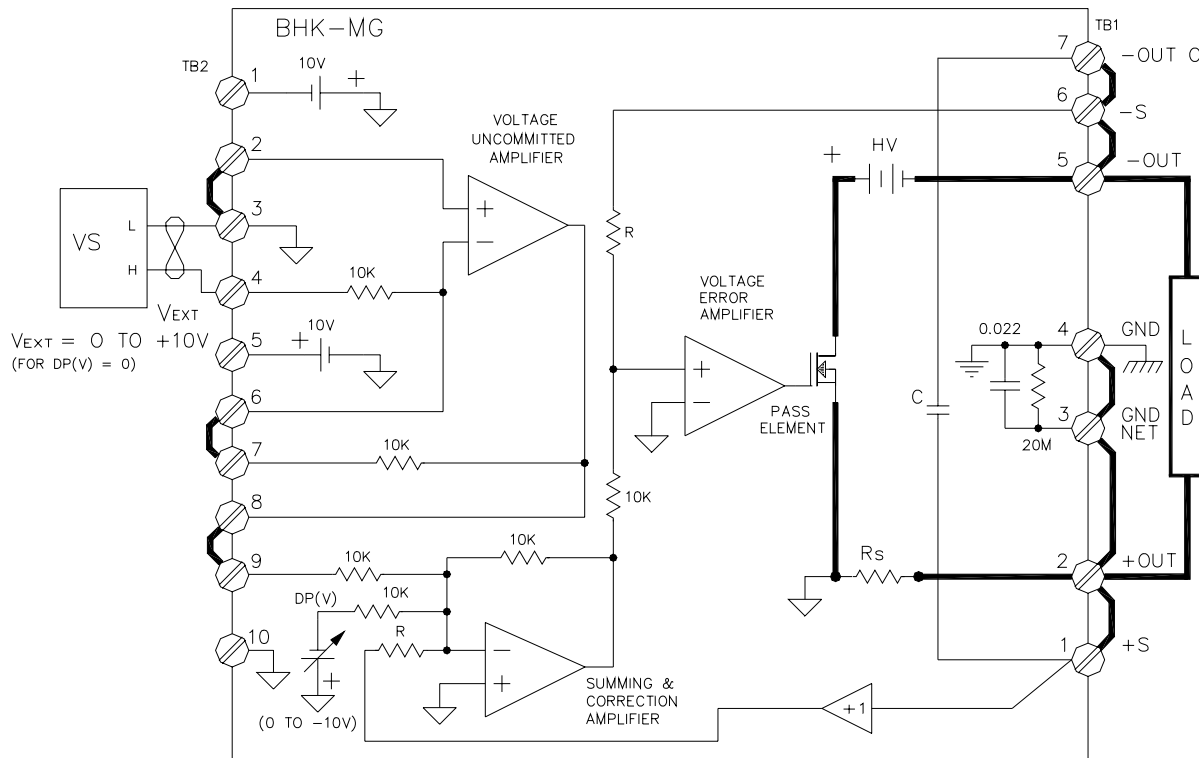 BHK-MG
TB1
TB2
1
10V
+
7
-OUT C
6
-S
5
-OUT
VOLTAGE
UNCOMMITTED
AMPLIFIER
2
+
-
+
HV
VS
L
H
3
R
4
10K
VEXT
VEXT = 0 TO +10V
(FOR DP(V) = 0)
5
+
10V
VOLTAGE
ERROR
AMPLIFIER
+
-
PASS
ELEMENT
C
0.022
4
GND
3
GND
NET
20M
LOAD
6
7
10K
8
10K
9
10K
10K
DP(V)
10K
R
10
+
(0 TO -10V)
-
+
SUMMING &
CORRECTION
AMPLIFIER
Rs
2
+OUT
1
+S
+1